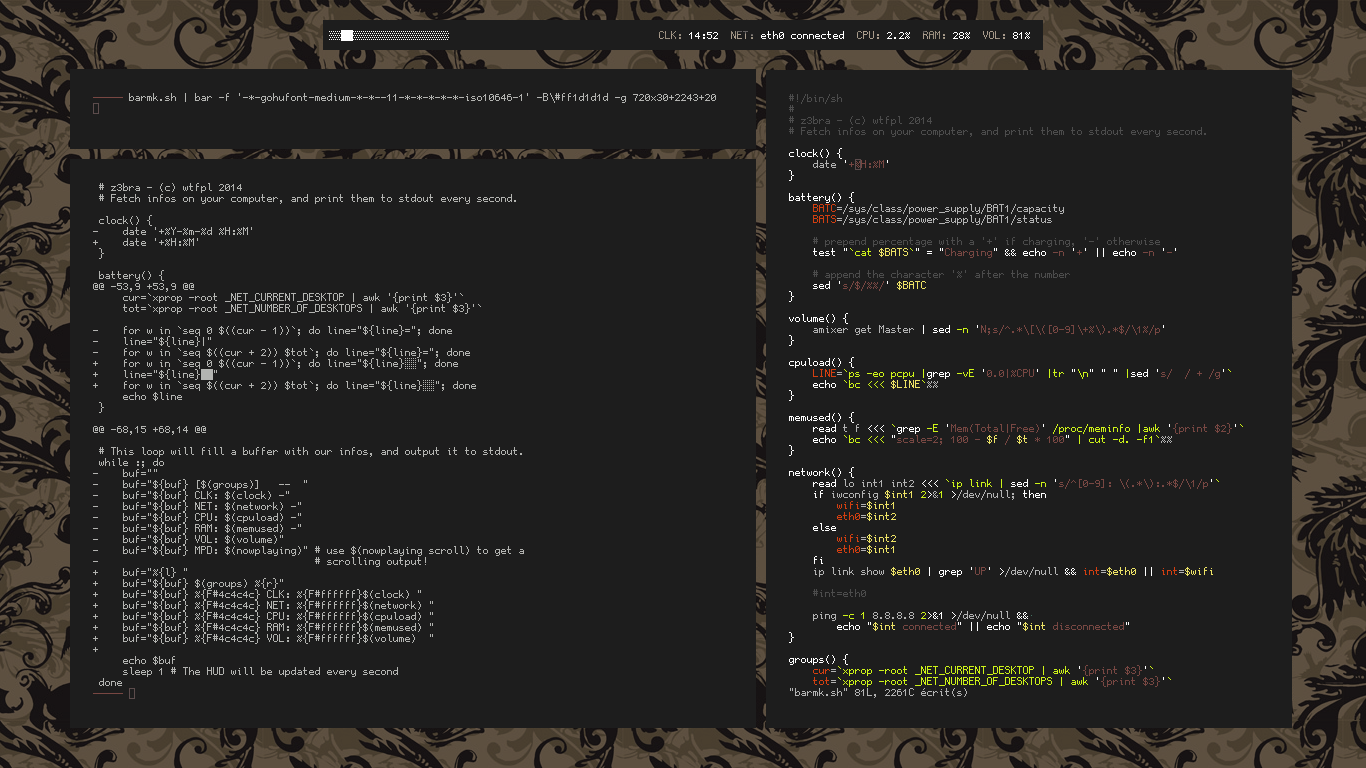 CLK: 14:52 NET: eth0 connected CPU: 2.2% RAM: 28% VOL: 81%
───── barmk.sh | bar -f '-*-gohufont-medium-*-*--11-*-*-*-*-*-iso10646-1' -B\#ff1d1d1d -g 720x30+2243+20
 # z3bra - (c) wtfpl 2014
 # Fetch infos on your computer, and print them to stdout every second.
 clock() {
-    date '+%Y-%m-%d %H:%M'
+    date '+%H:%M'
 }
 battery() {
@@ -53,9 +53,9 @@
     cur=`xprop -root _NET_CURRENT_DESKTOP | awk '{print $3}'`
     tot=`xprop -root _NET_NUMBER_OF_DESKTOPS | awk '{print $3}'`
-    for w in `seq 0 $((cur - 1))`; do line="${line}="; done
-    line="${line}|"
-    for w in `seq $((cur + 2)) $tot`; do line="${line}="; done
+    for w in `seq 0 $((cur - 1))`; do line="${line}▒▒"; done
+    line="${line}██"
+    for w in `seq $((cur + 2)) $tot`; do line="${line}▒▒"; done
     echo $line
 }
@@ -68,15 +68,14 @@
 # This loop will fill a buffer with our infos, and output it to stdout.
 while :; do
-    buf=""
-    buf="${buf} [$(groups)]   --  "
-    buf="${buf} CLK: $(clock) -"
-    buf="${buf} NET: $(network) -"
-    buf="${buf} CPU: $(cpuload) -"
-    buf="${buf} RAM: $(memused) -"
-    buf="${buf} VOL: $(volume)"
-    buf="${buf} MPD: $(nowplaying)" # use $(nowplaying scroll) to get a
-                                    # scrolling output!
+    buf="%{l} "
+    buf="${buf} $(groups) %{r}"
+    buf="${buf} %{F#4c4c4c} CLK: %{F#ffffff}$(clock) "
+    buf="${buf} %{F#4c4c4c} NET: %{F#ffffff}$(network) "
+    buf="${buf} %{F#4c4c4c} CPU: %{F#ffffff}$(cpuload) "
+    buf="${buf} %{F#4c4c4c} RAM: %{F#ffffff}$(memused) "
+    buf="${buf} %{F#4c4c4c} VOL: %{F#ffffff}$(volume)  "
+
     echo $buf
     sleep 1 # The HUD will be updated every second
 done
─────
#!/bin/sh
#
# z3bra - (c) wtfpl 2014
# Fetch infos on your computer, and print them to stdout every second.
clock() {
    date '+%H:%M'
}
battery() {
    BATC=/sys/class/power_supply/BAT1/capacity
    BATS=/sys/class/power_supply/BAT1/status
    # prepend percentage with a '+' if charging, '-' otherwise
    test "`cat $BATS`" = "Charging" && echo -n '+' || echo -n '-'
    # append the character '%' after the number
    sed 's/$/%%/' $BATC
}
volume() {
    amixer get Master | sed -n 'N;s/^.*\[\([0-9]\+%\).*$/\1%/p'
}
cpuload() {
    LINE=`ps -eo pcpu |grep -vE '0.0|%CPU' |tr "\n" " " |sed 's/  / + /g'`
    echo `bc <<< $LINE`%%
}
memused() {
    read t f <<< `grep -E 'Mem(Total|Free)' /proc/meminfo |awk '{print $2}'`
    echo `bc <<< "scale=2; 100 - $f / $t * 100" | cut -d. -f1`%%
}
network() {
    read lo int1 int2 <<< `ip link | sed -n 's/^[0-9]: \(.*\):.*$/\1/p'`
    if iwconfig $int1 2>&1 >/dev/null; then
        wifi=$int1
        eth0=$int2
    else
        wifi=$int2
        eth0=$int1
    fi
    ip link show $eth0 | grep 'UP' >/dev/null && int=$eth0 || int=$wifi
    #int=eth0
    ping -c 1 8.8.8.8 2>&1 >/dev/null &&
        echo "$int connected" || echo "$int disconnected"
}
groups() {
    cur=`xprop -root _NET_CURRENT_DESKTOP | awk '{print $3}'`
    tot=`xprop -root _NET_NUMBER_OF_DESKTOPS | awk '{print $3}'`
"barmk.sh" 81L, 2261C écrit(s)